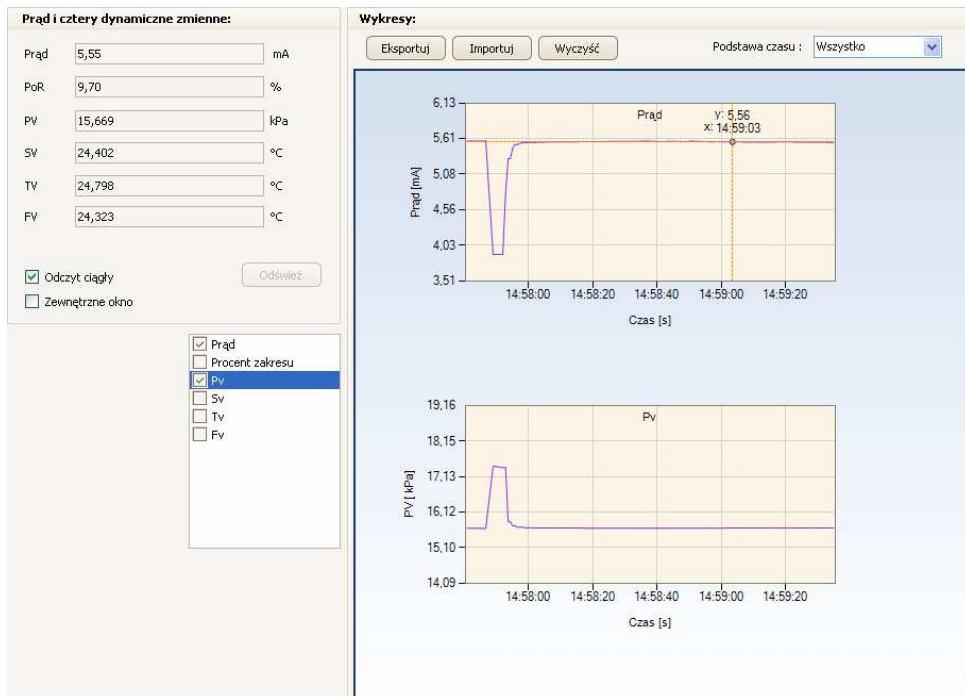 Prąd i cztery dynamiczne zmienne:
Prąd 5,55 mA
PoR 9,70 %
PV 15,669 kPa
SV 24,402 °C
TV 24,798 °C
FV 24,323 °C
Odczyt ciągły
Odśwież
Zewnętrzne okno
Prąd
Procent zakresu
Pv
Sv
Tv
Fv
Wykresy:
Eksportuj Importuj Wyczyść Podstawa czasu : Wszystko
Prąd
y: 5,56
x: 14:59:03
6,13
5,61
5,08
4,56
4,03
3,51
Prąd [mA]
14:58:00 14:58:20 14:58:40 14:59:00 14:59:20
Czas [s]
Pv
19,16
18,15
17,13
16,12
15,10
14,09
PV [ kPa]
14:58:00 14:58:20 14:58:40 14:59:00 14:59:20
Czas [s]